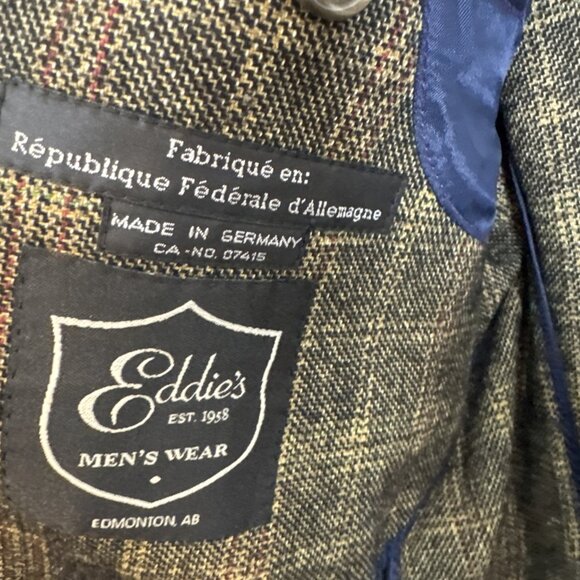 Fabriqué en:
République Fédérale d'Allemagne
MADE IN GERMANY
CA.-NO. 07415
Eddie's
EST. 1958
MEN'S WEAR
EDMONTON, AB